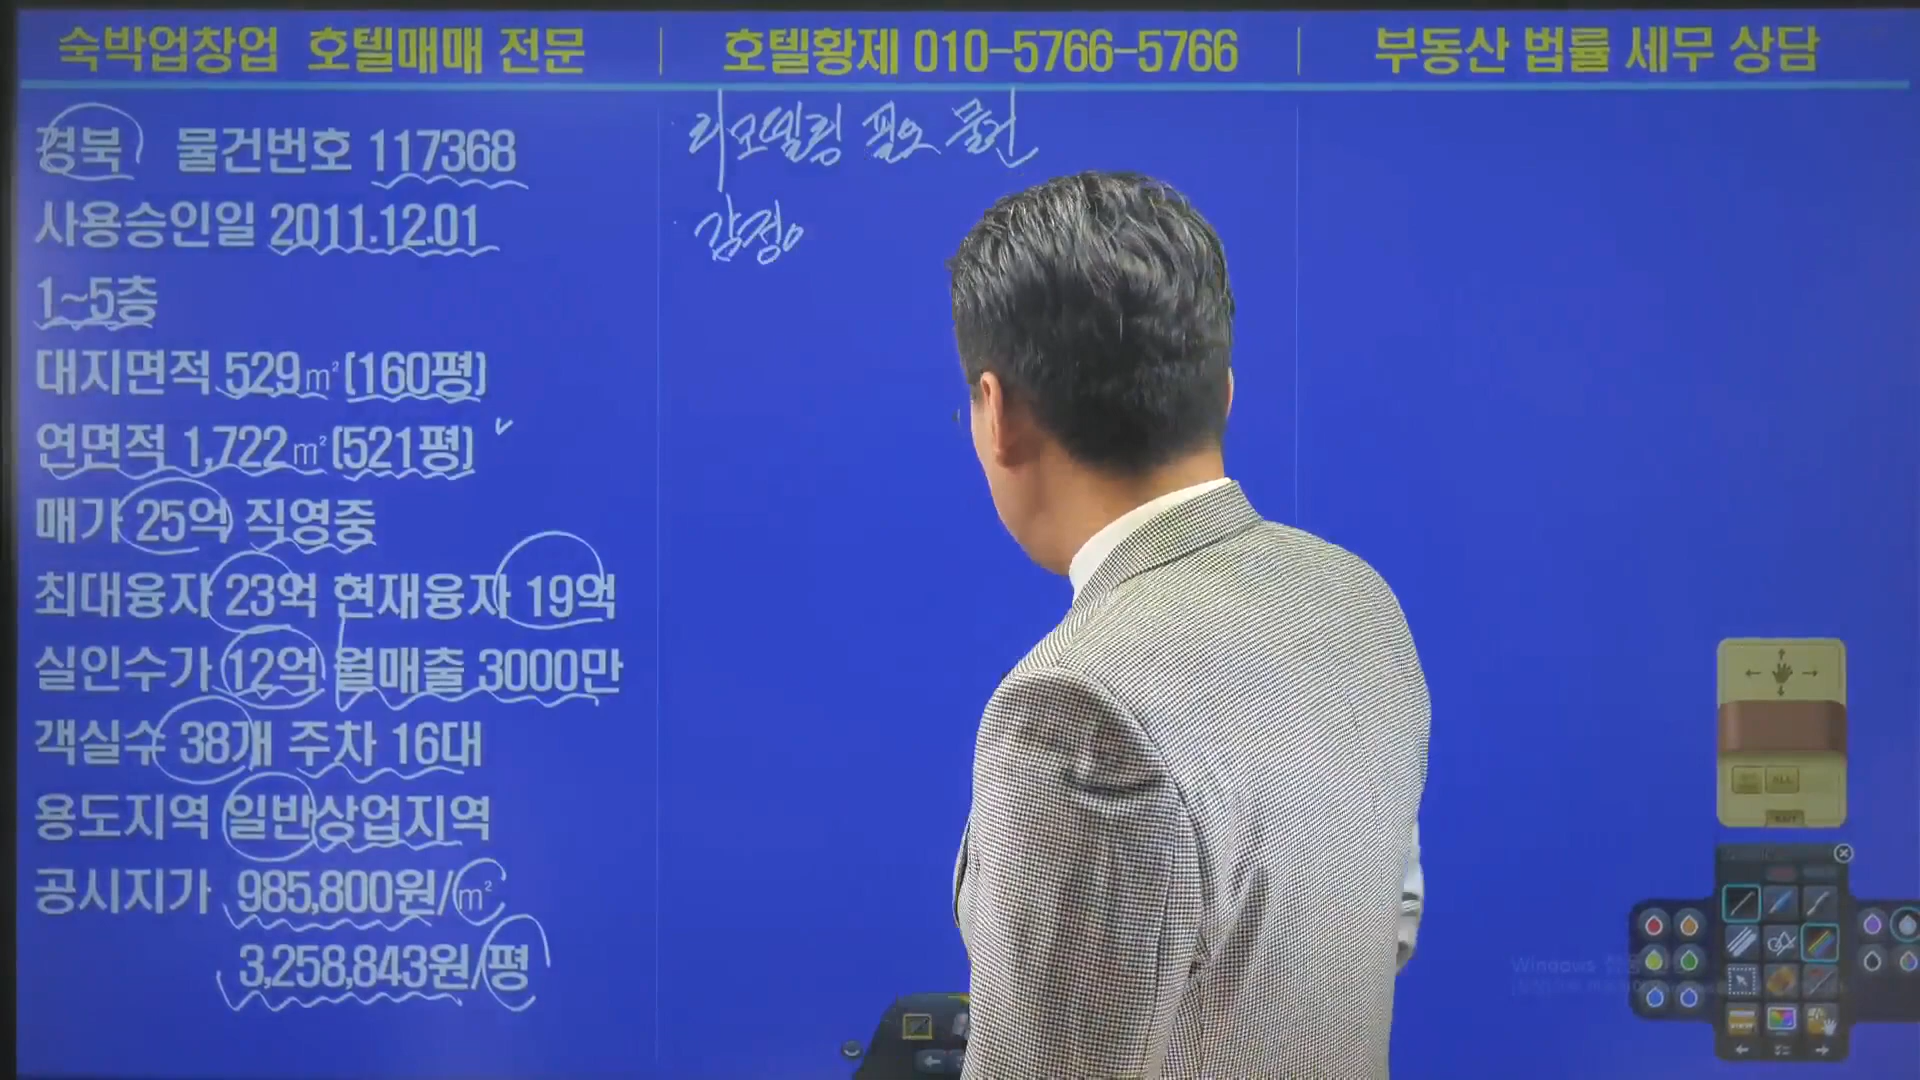 숙박업창업 호텔매매 전문
호텔황제 010-5766-5766
부동산 법률 세무 상담
경북 물건번호 117368
사용승인일 2011.12.01
1~5층
대지면적 529㎡(160평)
연면적 1,722㎡(521평)
매가 25억 직영중
최대융자 23억 현재융자 19억
실인수가 12억 월매출 3000만
객실수 38개 주차 16대
용도지역 일반상업지역
공시지가 985,800원/㎡
3,258,843원/평
리모델링 필요 물건
감정
Windows